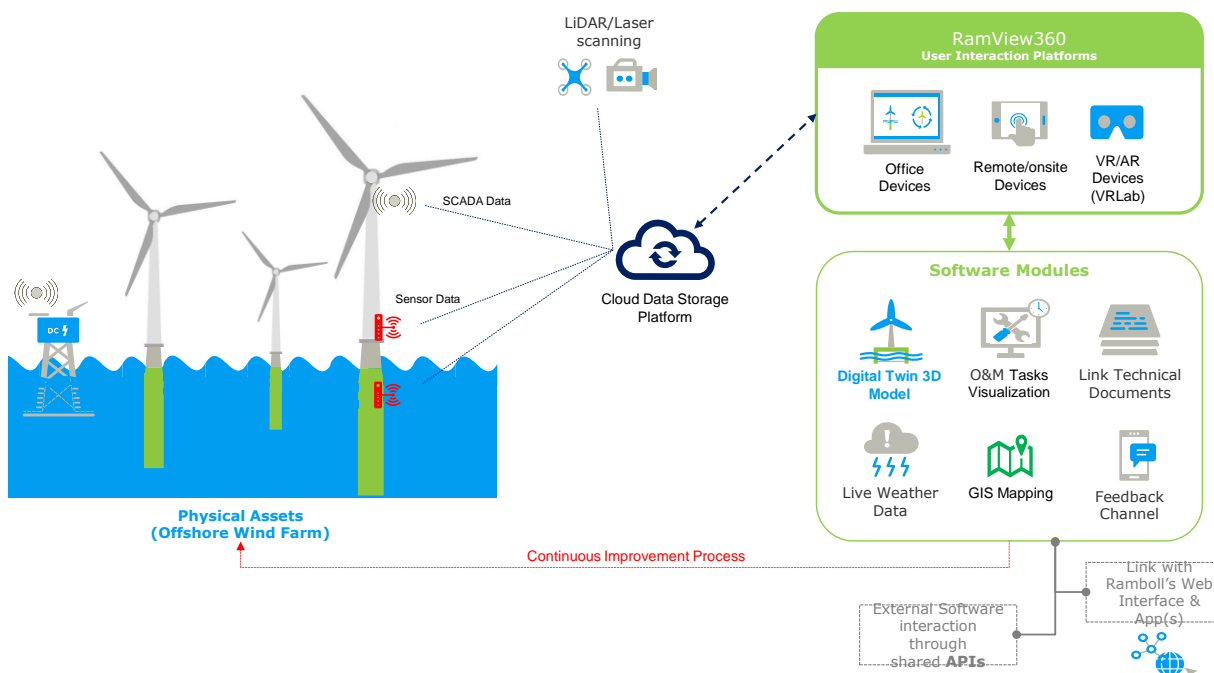 LiDAR/Laser
scanning
SCADA Data
Sensor Data
DC
Cloud Data Storage
Platform
Physical Assets
(Offshore Wind Farm)
Continuous Improvement Process
RamView360
User Interaction Platforms
Office
Devices
Remote/onsite
Devices
VR/AR
Devices
(VRLab)
Software Modules
Digital Twin 3D
Model
O&M Tasks
Visualization
Link Technical
Documents
Live Weather
Data
GIS Mapping
Feedback
Channel
External Software
interaction
through
shared APIs
Link with
Ramboll's Web
Interface &
App(s)